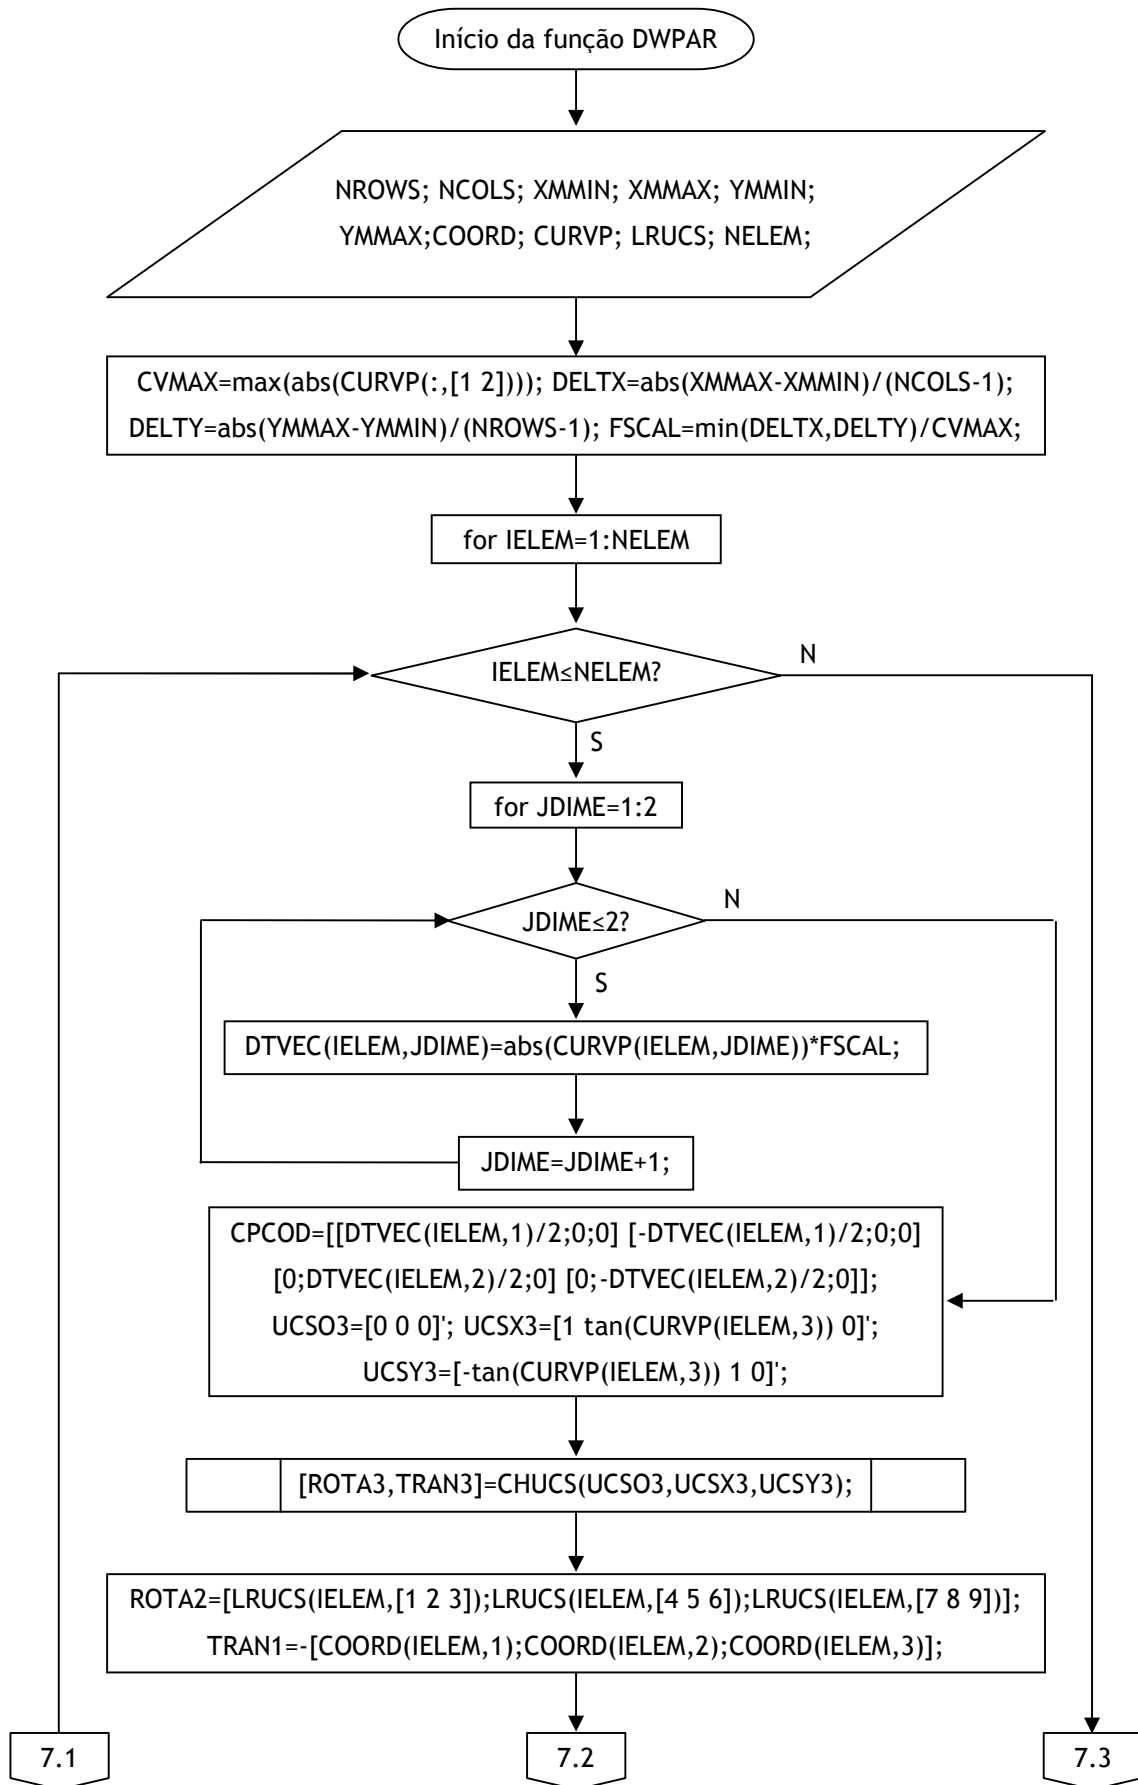 Início da função DWPAR
NROWS; NCOLS; XMMIN; XMMAX; YMMIN;
YMMAX;COORD; CURVP; LRUCS; NELEM;
CVMAX=max(abs(CURVP(:,[1 2]))); DELTX=abs(XMMAX-XMMIN)/(NCOLS-1);
DELTY=abs(YMMAX-YMMIN)/(NROWS-1); FSCAL=min(DELTX,DELTY)/CVMAX;
for IELEM=1:NELEM
IELEM≤NELEM?
N
S
for JDIME=1:2
JDIME≤2?
N
S
DTVEC(IELEM,JDIME)=abs(CURVP(IELEM,JDIME))*FSCAL;
JDIME=JDIME+1;
CPCOD=[[DTVEC(IELEM,1)/2;0;0] [-DTVEC(IELEM,1)/2;0;0]
[0;DTVEC(IELEM,2)/2;0] [0;-DTVEC(IELEM,2)/2;0]];
UCSO3=[0 0 0]'; UCSX3=[1 tan(CURVP(IELEM,3)) 0]';
UCSY3=[-tan(CURVP(IELEM,3)) 1 0]';
[ROTA3,TRAN3]=CHUCS(UCSO3,UCSX3,UCSY3);
ROTA2=[LRUCS(IELEM,[1 2 3]);LRUCS(IELEM,[4 5 6]);LRUCS(IELEM,[7 8 9])];
TRAN1=-[COORD(IELEM,1);COORD(IELEM,2);COORD(IELEM,3)];
7.1
7.2
7.3